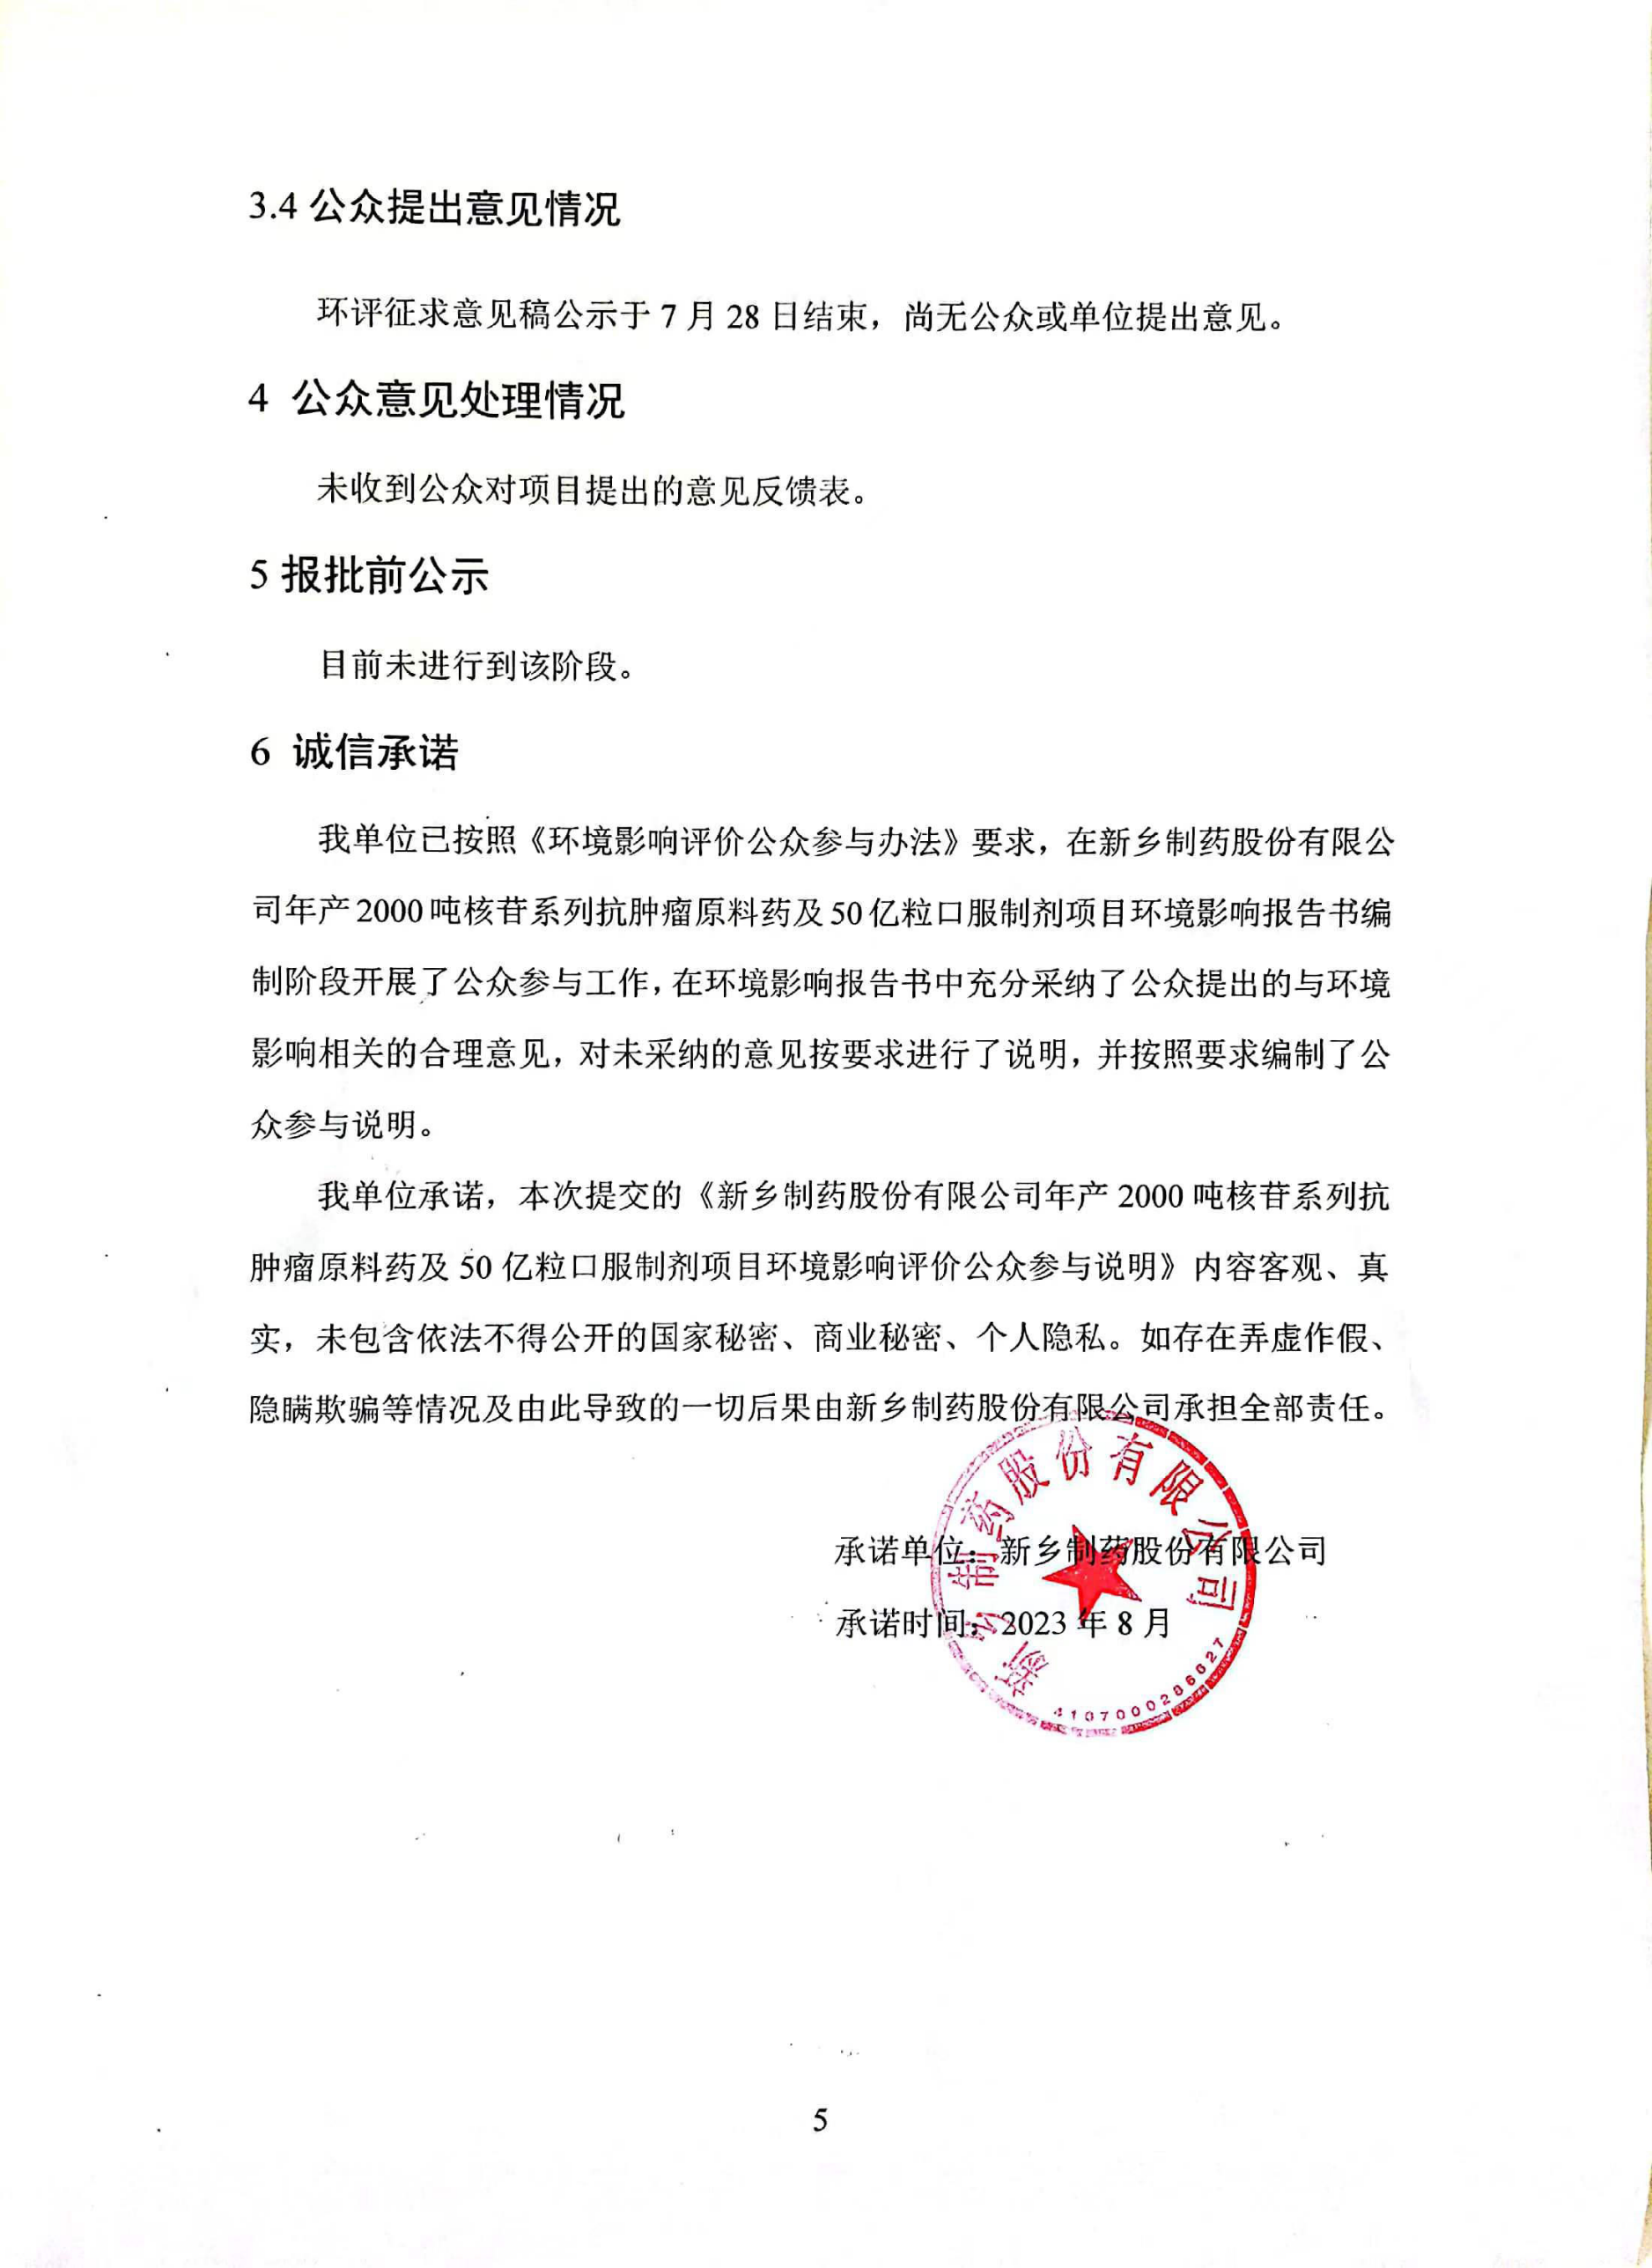 3.4 公众提出意见情况
环评征求意见稿公示于 7 月 28 日结束，尚无公众或单位提出意见。
4 公众意见处理情况
未收到公众对项目提出的意见反馈表。
5 报批前公示
目前未进行到该阶段。
6 诚信承诺
我单位已按照《环境影响评价公众参与办法》要求，在新乡制药股份有限公
司年产 2000 吨核苷系列抗肿瘤原料药及 50 亿粒口服制剂项目环境影响报告书编
制阶段开展了公众参与工作，在环境影响报告书中充分采纳了公众提出的与环境
影响相关的合理意见，对未采纳的意见按要求进行了说明，并按照要求编制了公
众参与说明。
我单位承诺，本次提交的《新乡制药股份有限公司年产 2000 吨核苷系列抗
肿瘤原料药及 50 亿粒口服制剂项目环境影响评价公众参与说明》内容客观、真
实，未包含依法不得公开的国家秘密、商业秘密、个人隐私。如存在弄虚作假、
隐瞒欺骗等情况及由此导致的一切后果由新乡制药股份有限公司承担全部责任。
新乡制药股份有限公司
承诺单位：新乡制药股份有限公司
承诺时间：2023 年 8 月
4107000286627
5